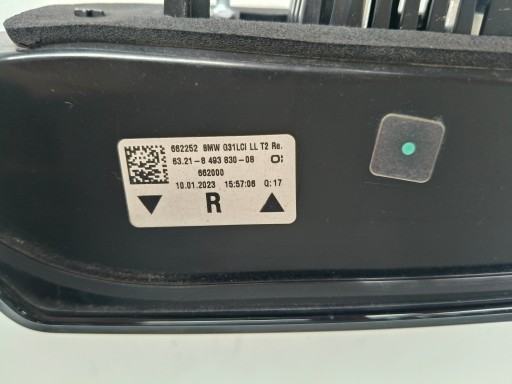 662252 BMW G31LCI LL T2 Re.
63.21-8 493 830-08 O:
662000
10.01.2023 15:57:06 Q:17
▼ R ▲